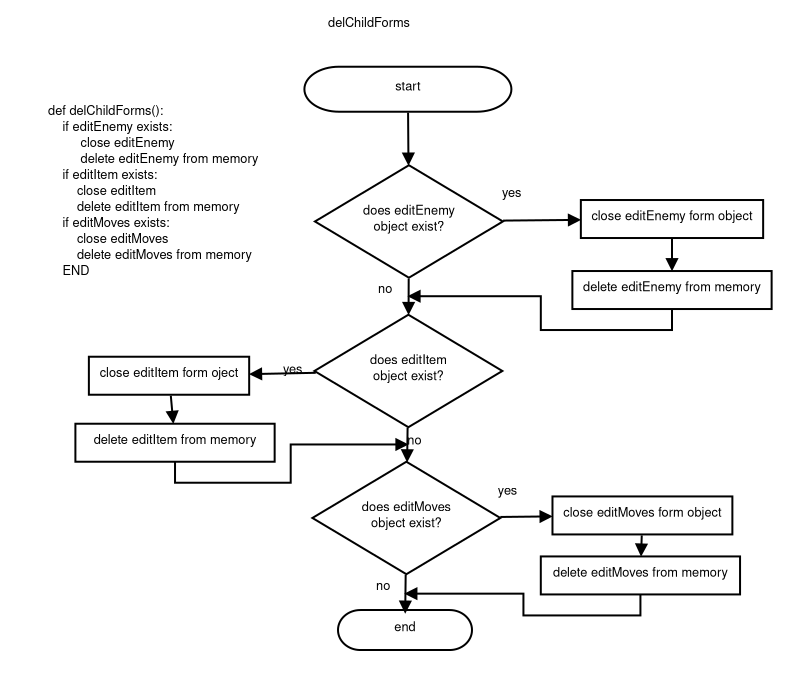 delChildForms
start
def delChildForms():
if editEnemy exists:
close editEnemy
delete editEnemy from memory
if editItem exists:
close editItem
delete editItem from memory
if editMoves exists:
close editMoves
delete editMoves from memory
END
does editEnemy
object exist?
yes
close editEnemy form object
delete editEnemy from memory
no
does editItem
object exist?
yes
close editItem form oject
delete editItem from memory
no
does editMoves
object exist?
yes
close editMoves form object
delete editMoves from memory
no
end